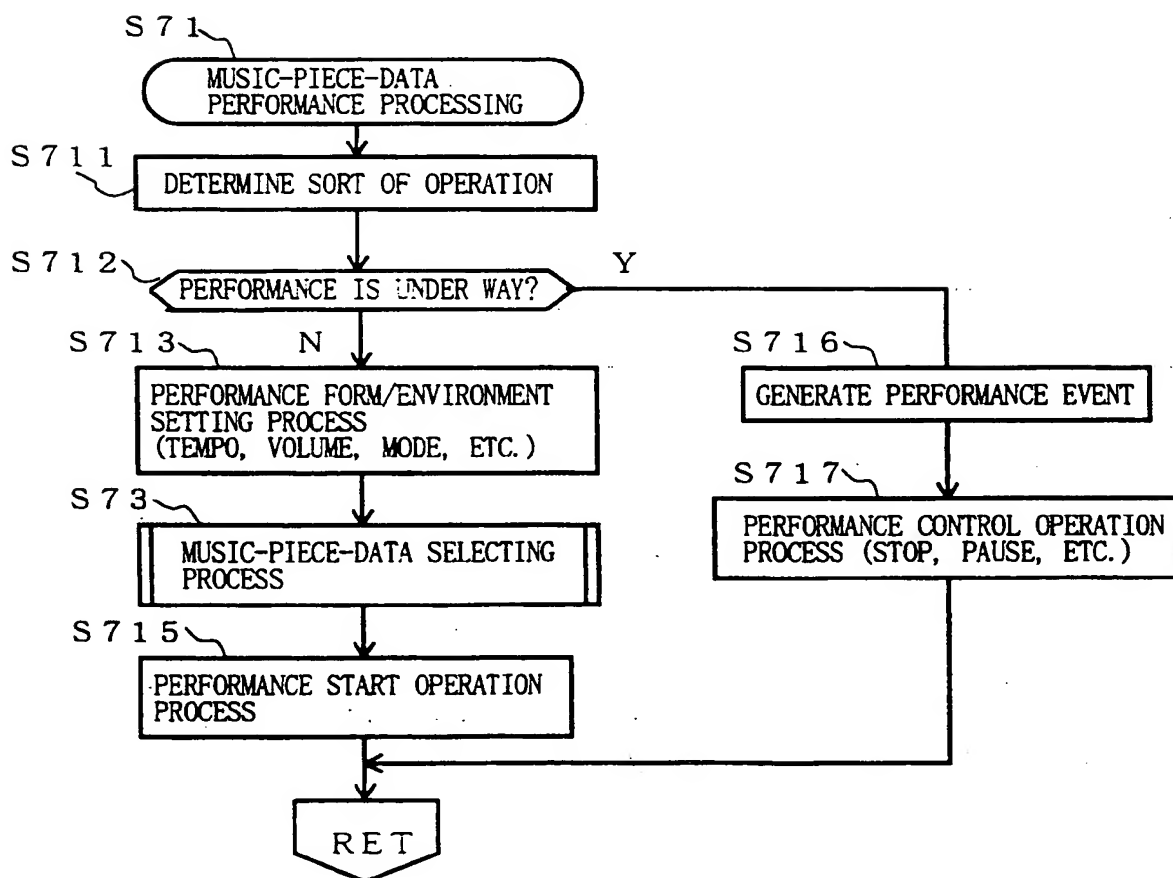 S71
MUSIC-PIECE-DATA
PERFORMANCE PROCESSING
S711
DETERMINE SORT OF OPERATION
S712
PERFORMANCE IS UNDER WAY?
Y
N
S713
PERFORMANCE FORM/ENVIRONMENT
SETTING PROCESS
(TEMPO, VOLUME, MODE, ETC.)
S73
MUSIC-PIECE-DATA SELECTING
PROCESS
S715
PERFORMANCE START OPERATION
PROCESS
S716
GENERATE PERFORMANCE EVENT
S717
PERFORMANCE CONTROL OPERATION
PROCESS (STOP, PAUSE, ETC.)
RET